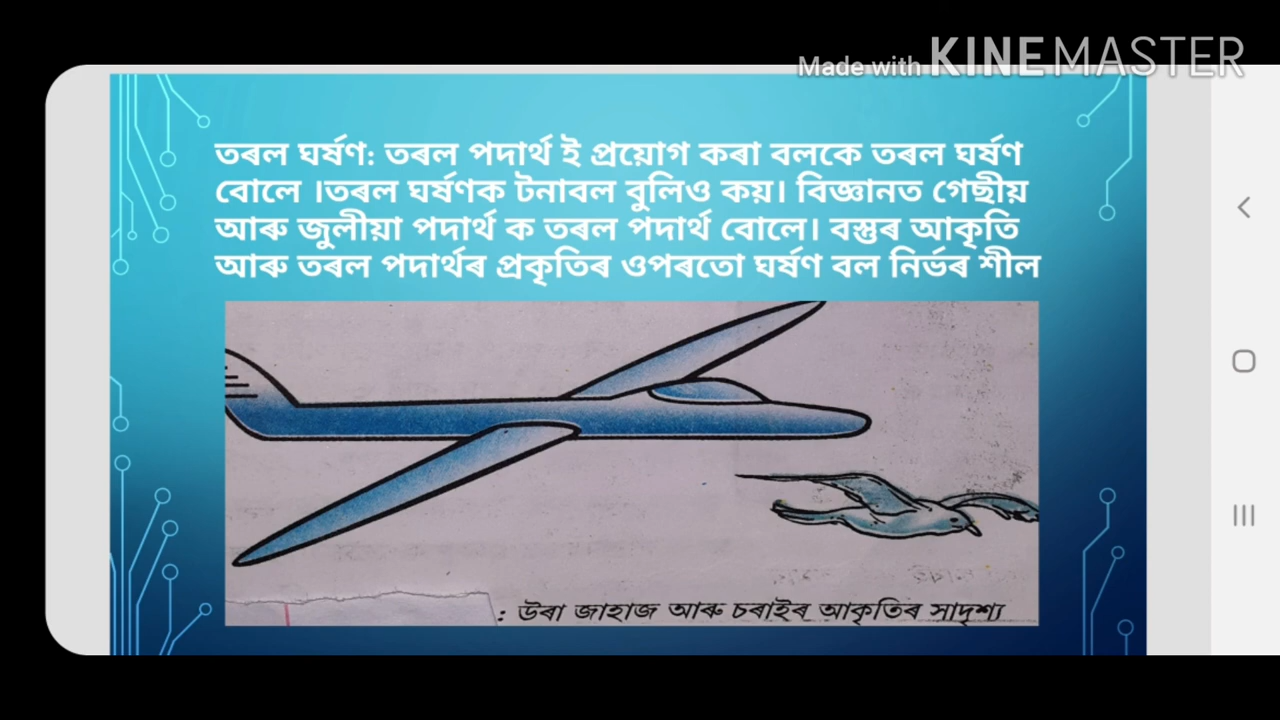 Made with KINEMASTER
তৰল ঘৰ্ষণ: তৰল পদাৰ্থ ই প্ৰয়োগ কৰা বলকে তৰল ঘৰ্ষণ
বোলে ।তৰল ঘৰ্ষণক টনাবল বুলিও কয়। বিজ্ঞানত গেছীয়
আৰু জুলীয়া পদাৰ্থ ক তৰল পদাৰ্থ বোলে। বস্তুৰ আকৃতি
আৰু তৰল পদাৰ্থৰ প্ৰকৃতিৰ ওপৰতো ঘৰ্ষণ বল নিৰ্ভৰ শীল
: উৰা জাহাজ আৰু চৰাইৰ আকৃতিৰ সাদৃশ্য